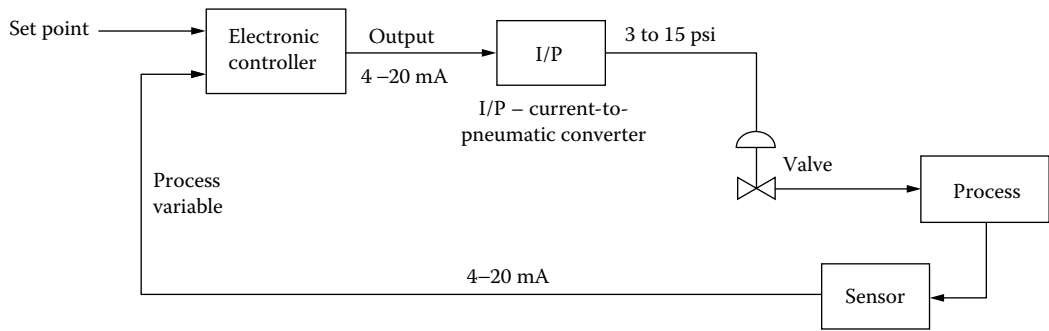 Set point
Electronic
controller
Output
4 –20 mA
I/P
3 to 15 psi
I/P – current-to-
pneumatic converter
Valve
Process
Process
variable
4–20 mA
Sensor